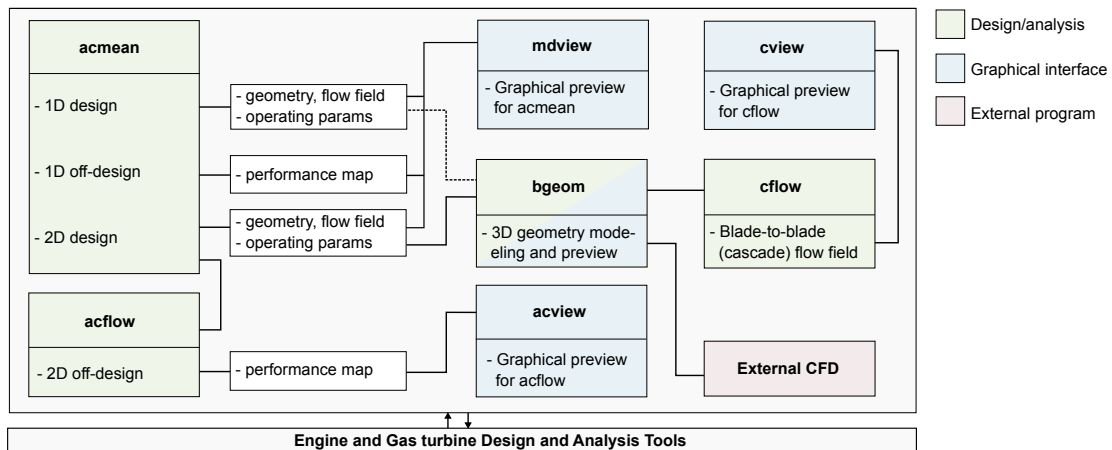 acmean
- 1D design
- 1D off-design
- 2D design
acflow
- 2D off-design
- geometry, flow field
- operating params
- performance map
- geometry, flow field
- operating params
- performance map
mdview
- Graphical preview
for acmean
bgeom
- 3D geometry mode-
eling and preview
acview
- Graphical preview
for acflow
cview
- Graphical preview
for cflow
cflow
- Blade-to-blade
(cascade) flow field
External CFD
Design/analysis
Graphical interface
External program
Engine and Gas turbine Design and Analysis Tools